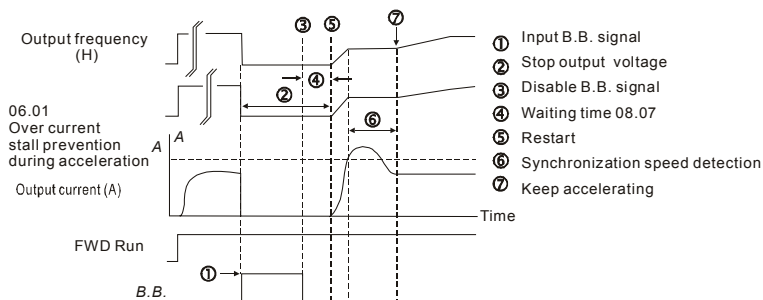 ③ ⑤ ⑦
Output frequency
(H)
④
②
06.01
Over current
stall prevention
during acceleration
A
A
⑥
Output current (A)
Time
FWD Run
①
B.B.
① Input B.B. signal
② Stop output voltage
③ Disable B.B. signal
④ Waiting time 08.07
⑤ Restart
⑥ Synchronization speed detection
⑦ Keep accelerating